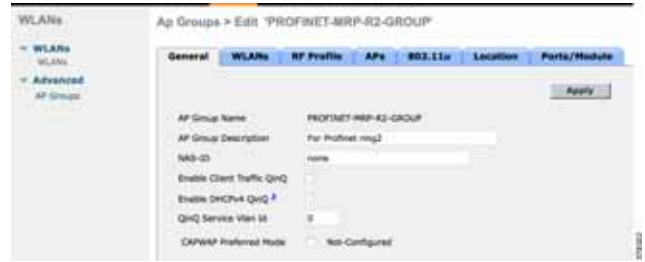 WLANs
WLANs
WLANs
Advanced
AP Groups
Ap Groups > Edit 'PROFINET-MRP-R2-GROUP'
General WLANs RF Profile APs 802.11u Location Ports/Module
Apply
AP Group Name PROFINET-MRP-R2-GROUP
AP Group Description For Profinet ring2
NAS-ID none
Enable Client Traffic QinQ
Enable DHCPv4 QinQ
QinQ Service Vlan Id 0
CAPWAP Preferred Mode Not-Configured